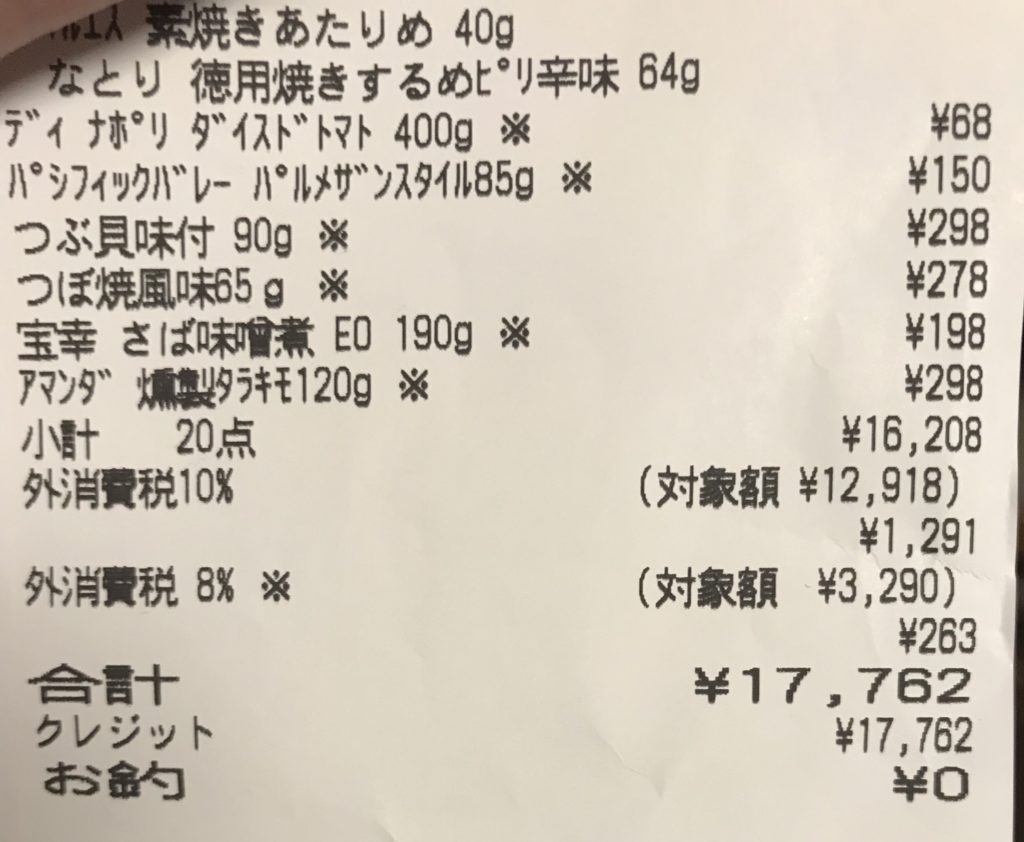 素焼きあたりめ 40g
なとり 徳用焼きするめﾋﾟﾘ辛味 64g
ﾃﾞｨ ﾅﾎﾟﾘ ﾀﾞｲｽﾄﾞﾄﾏﾄ 400g ※ ¥68
ﾊﾟｼﾌｨｯｸﾊﾞﾚｰ ﾊﾟﾙﾒｻﾞﾝｽﾀｲﾙ85g ※ ¥150
つぶ貝味付 90g ※ ¥298
つぼ焼風味65ｇ ※ ¥278
宝幸 さば味噌煮 EO 190g ※ ¥198
ｱﾏﾝﾀﾞ 燻製ﾀﾗｷﾓ120g ※ ¥298
小計 20点 ¥16,208
外消費税10% (対象額 ¥12,918)
¥1,291
外消費税 8% ※ (対象額 ¥3,290)
¥263
合計 ¥17,762
クレジット ¥17,762
お釣 ¥0